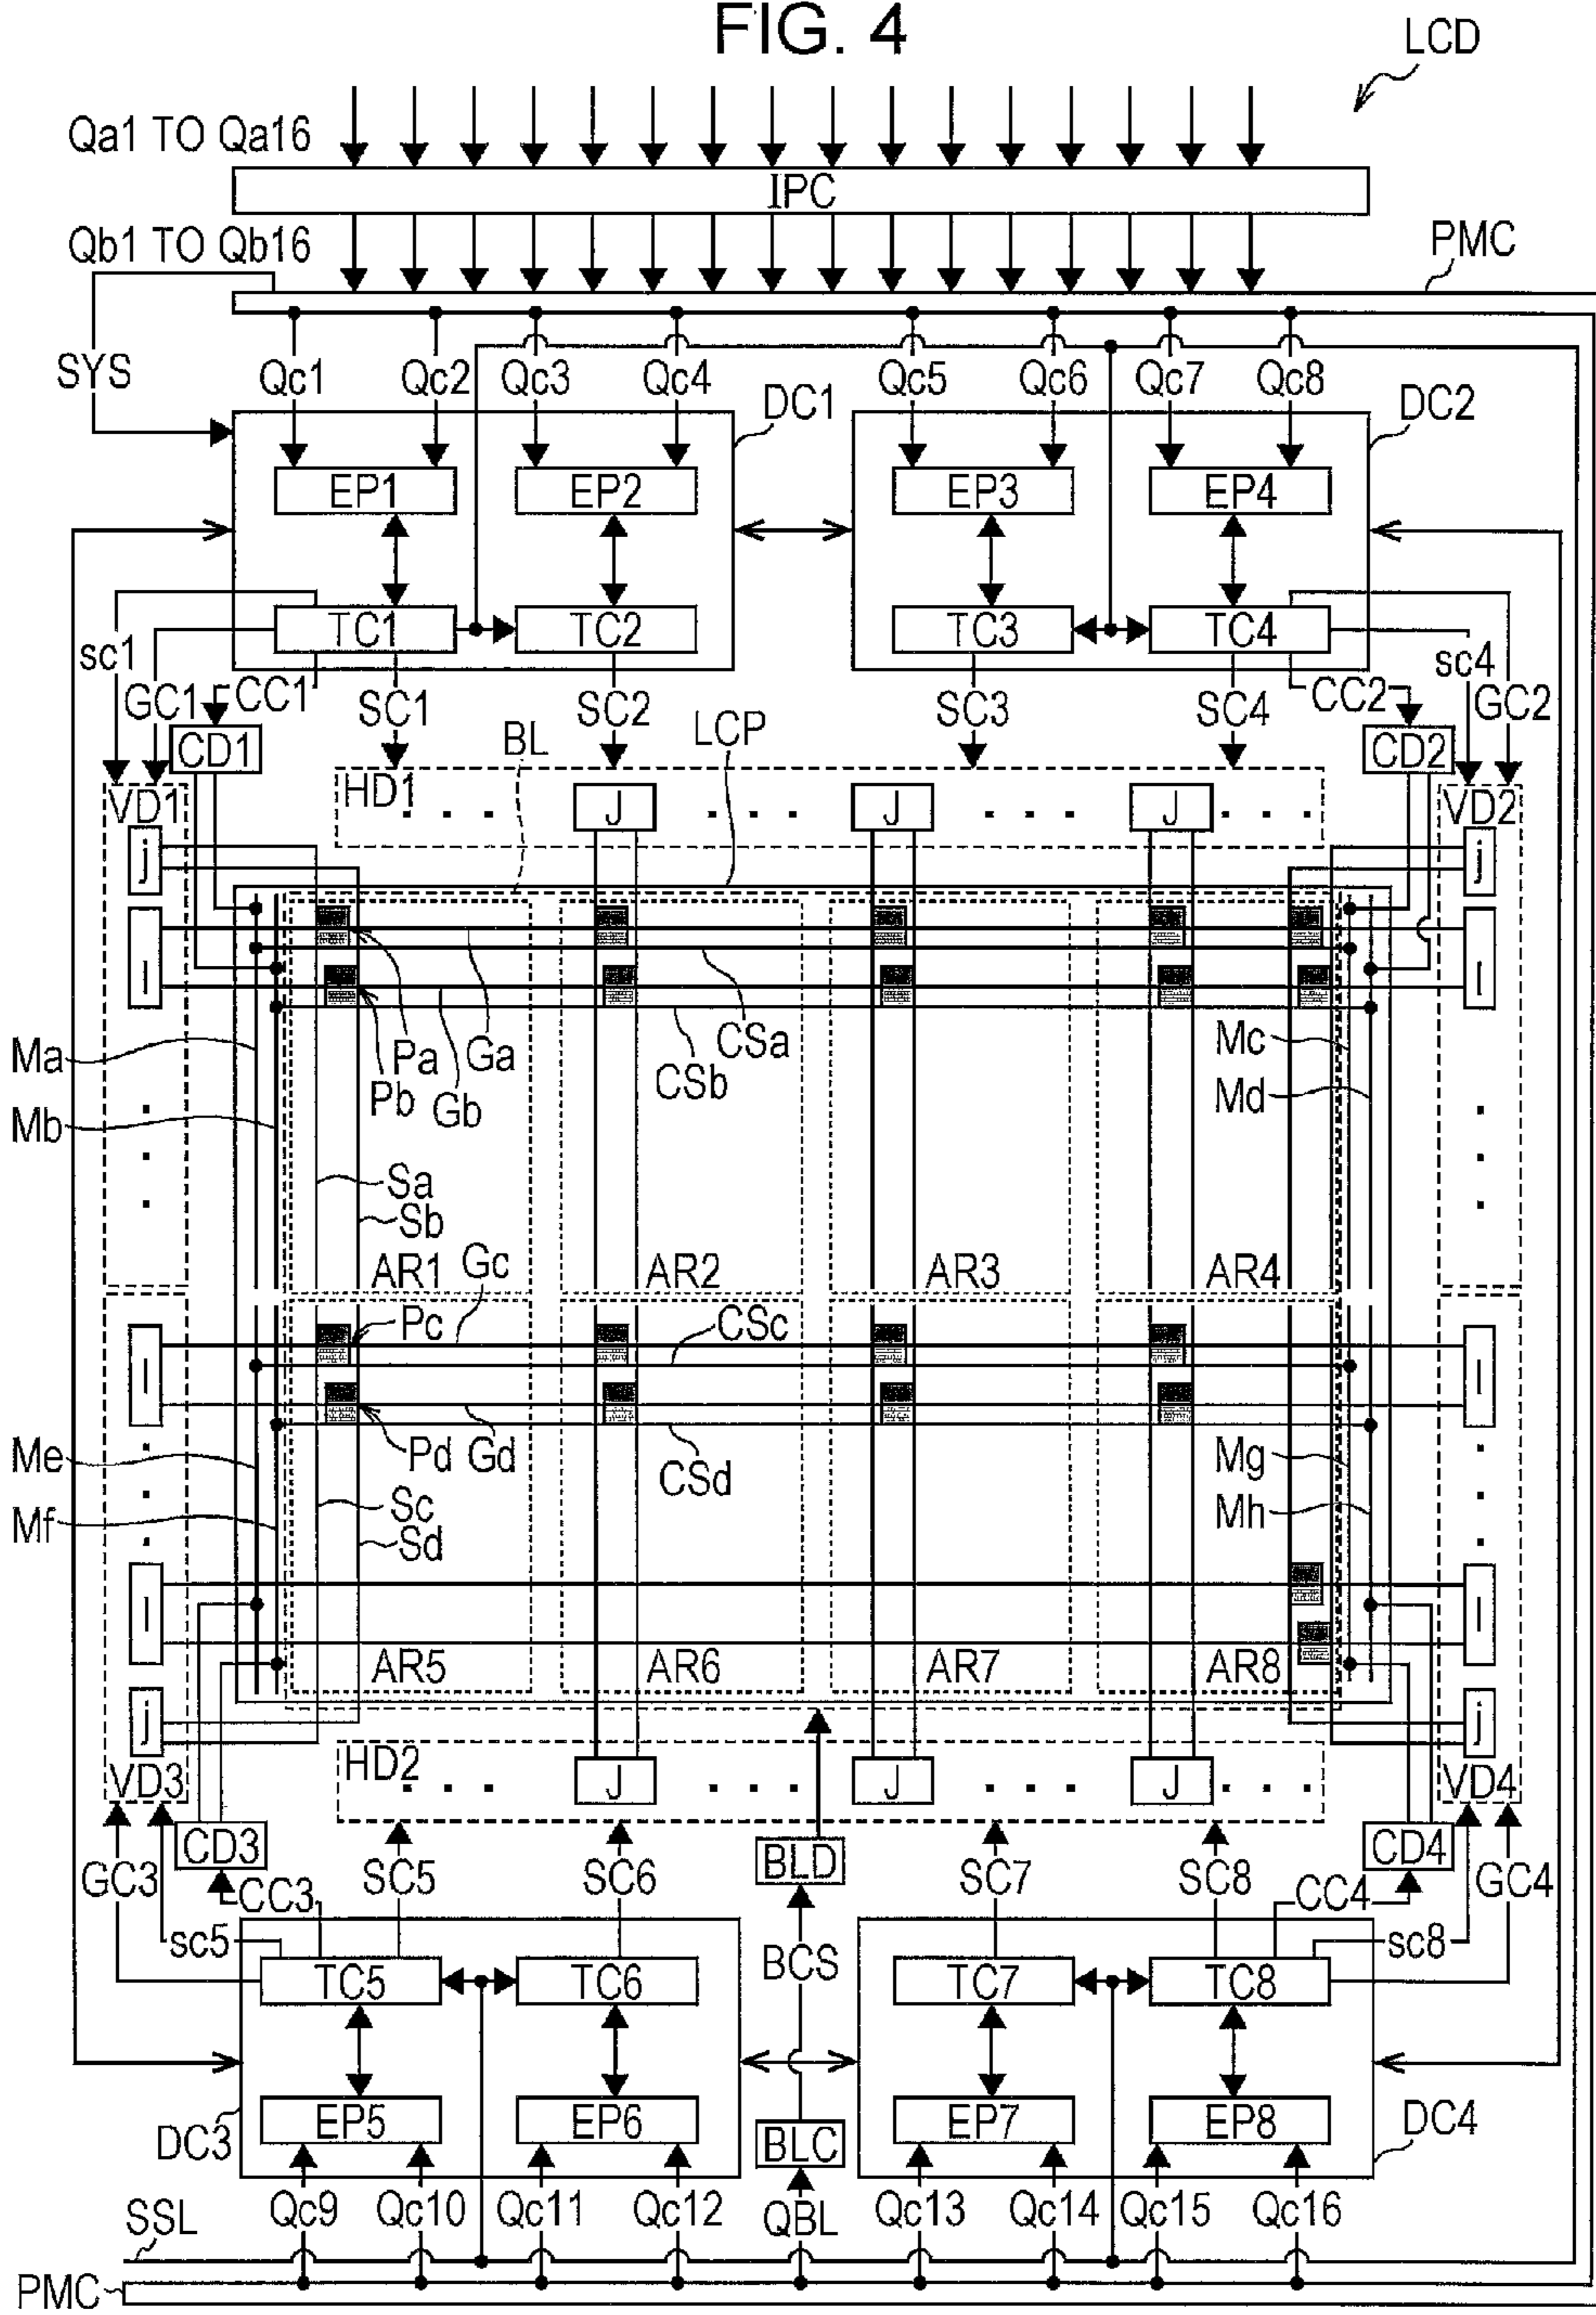 FIG. 4
LCD
Qa1 TO Qa16
IPC
Qb1 TO Qb16
PMC
SYS
Qc1 Qc2 Qc3 Qc4 Qc5 Qc6 Qc7 Qc8
DC1 DC2
EP1 EP2 EP3 EP4
TC1 TC2 TC3 TC4
sc1 sc4
GC1 CC1 SC1 SC2 SC3 SC4 CC2 GC2
CD1 BL LCP CD2
VD1 HD1 J J J VD2
j j
I I
Ma Pa Ga CSa Mc
Pb Gb CSb
Mb Md
Sa
Sb
AR1 Gc AR2 AR3 AR4
Pc CSc
I I
Me Pd Gd CSd Mg
Mf Sc Mh
Sd
I I
AR5 AR6 AR7 AR8
j j
VD3 HD2 J J J VD4
CD3 BLD CD4
GC3 SC5 SC6 SC7 SC8 GC4
CC3 CC4
sc5 BCS sc8
TC5 TC6 TC7 TC8
EP5 EP6 EP7 EP8
DC3 BLC DC4
Qc9 Qc10 Qc11 Qc12 QBL Qc13 Qc14 Qc15 Qc16
SSL
PMC